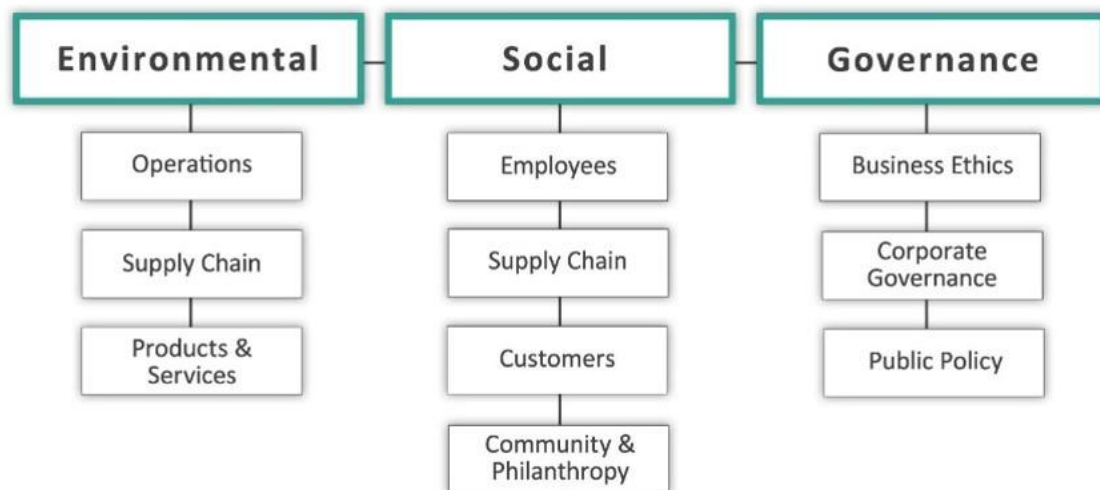 Environmental
Social
Governance
Operations
Employees
Business Ethics
Supply Chain
Supply Chain
Corporate
Governance
Products &
Services
Customers
Public Policy
Community &
Philanthropy